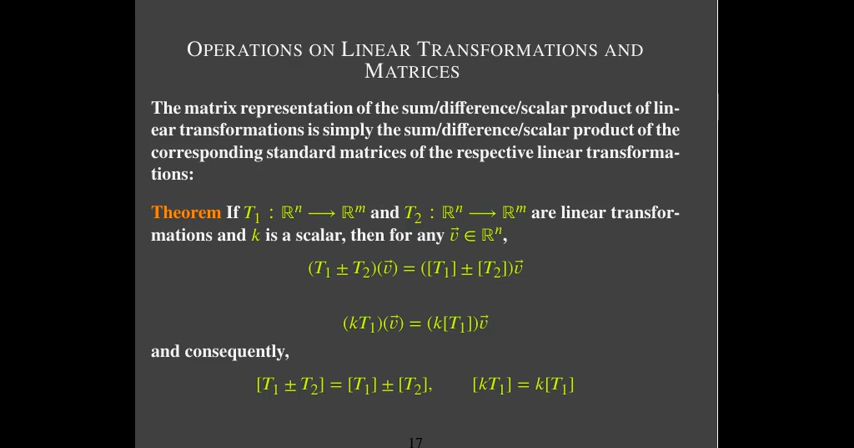 OPERATIONS ON LINEAR TRANSFORMATIONS AND
MATRICES
The matrix representation of the sum/difference/scalar product of lin-
ear transformations is simply the sum/difference/scalar product of the
corresponding standard matrices of the respective linear transforma-
tions:
Theorem If T₁ : ℝⁿ ⟶ ℝᵐ and T₂ : ℝⁿ ⟶ ℝᵐ are linear transfor-
mations and k is a scalar, then for any v⃗ ∈ ℝⁿ,
(T₁ ± T₂)(v⃗) = ([T₁] ± [T₂])v⃗
(kT₁)(v⃗) = (k[T₁])v⃗
and consequently,
[T₁ ± T₂] = [T₁] ± [T₂], [kT₁] = k[T₁]
17